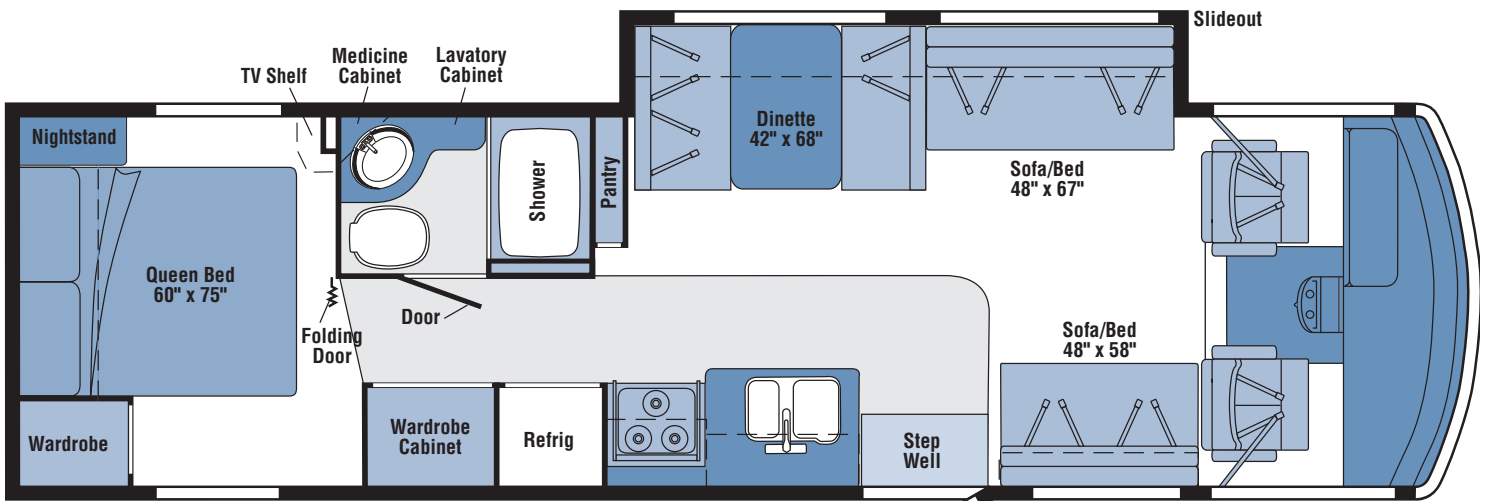 Slideout
Medicine
Cabinet
Lavatory
Cabinet
TV Shelf
Nightstand
Dinette
42" x 68"
Sofa/Bed
48" x 67"
Pantry
Shower
Queen Bed
60" x 75"
Folding
Door
Door
Sofa/Bed
48" x 58"
Wardrobe
Wardrobe
Cabinet
Refrig
Step
Well